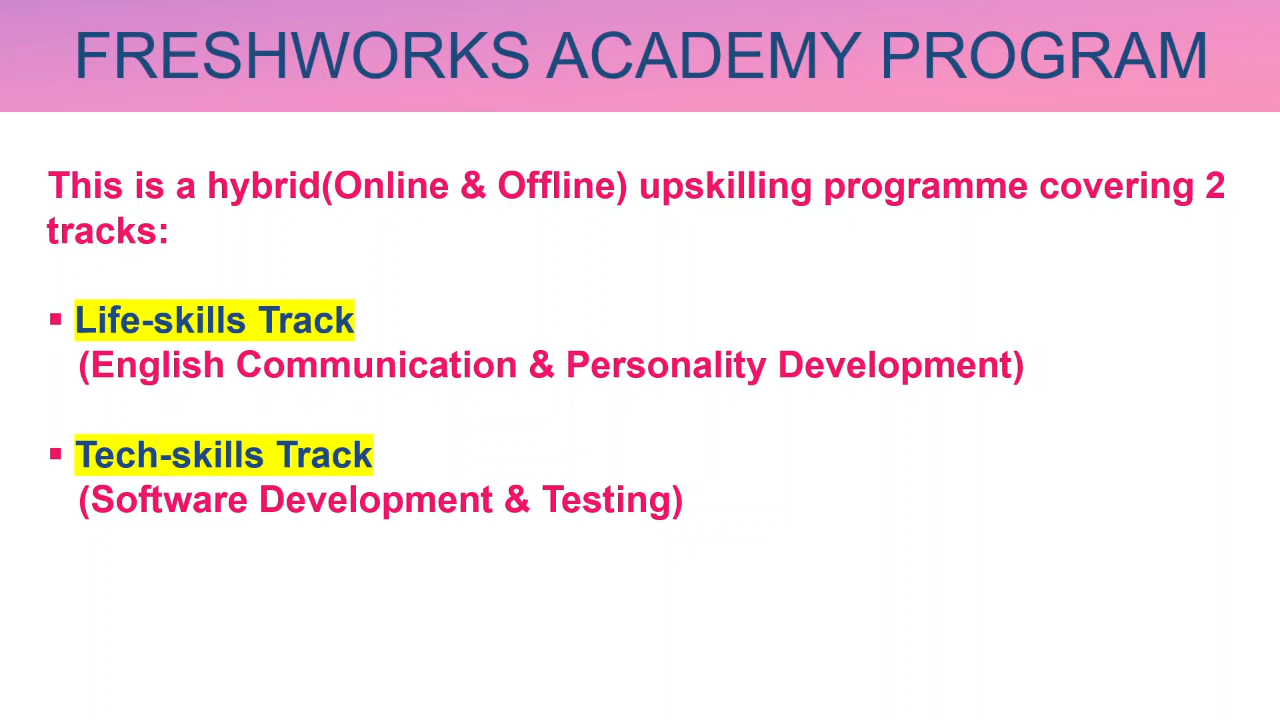 FRESHWORKS ACADEMY PROGRAM
This is a hybrid(Online & Offline) upskilling programme covering 2
tracks:
▪ Life-skills Track
(English Communication & Personality Development)
▪ Tech-skills Track
(Software Development & Testing)